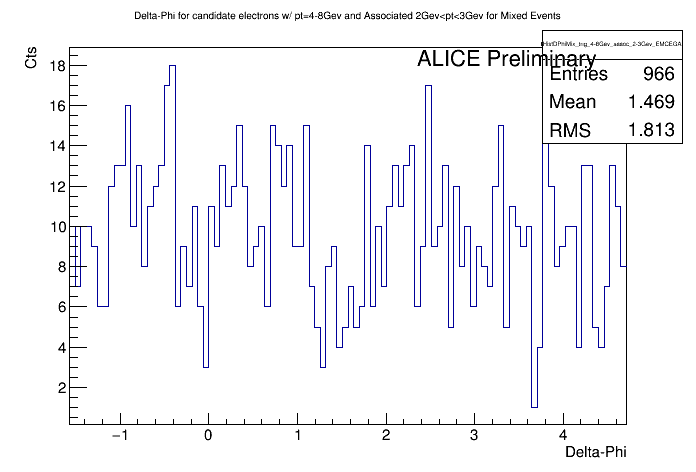 Delta-Phi for candidate electrons w/ pt=4-8Gev and Associated 2Gev<pt<3Gev for Mixed Events
Cts
ALICE Preliminary
Entries 966
Mean 1.469
RMS 1.813
18
16
14
12
10
8
6
4
2
−1 0 1 2 3 4
Delta-Phi